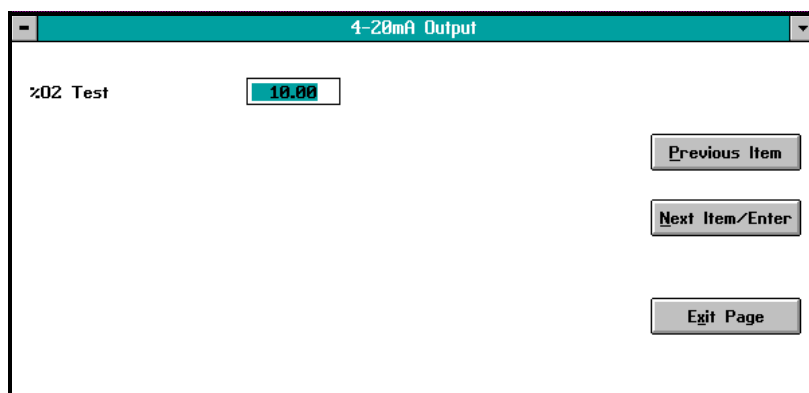 4-20mA Output
%O2 Test 10.00
Previous Item
Next Item/Enter
Exit Page